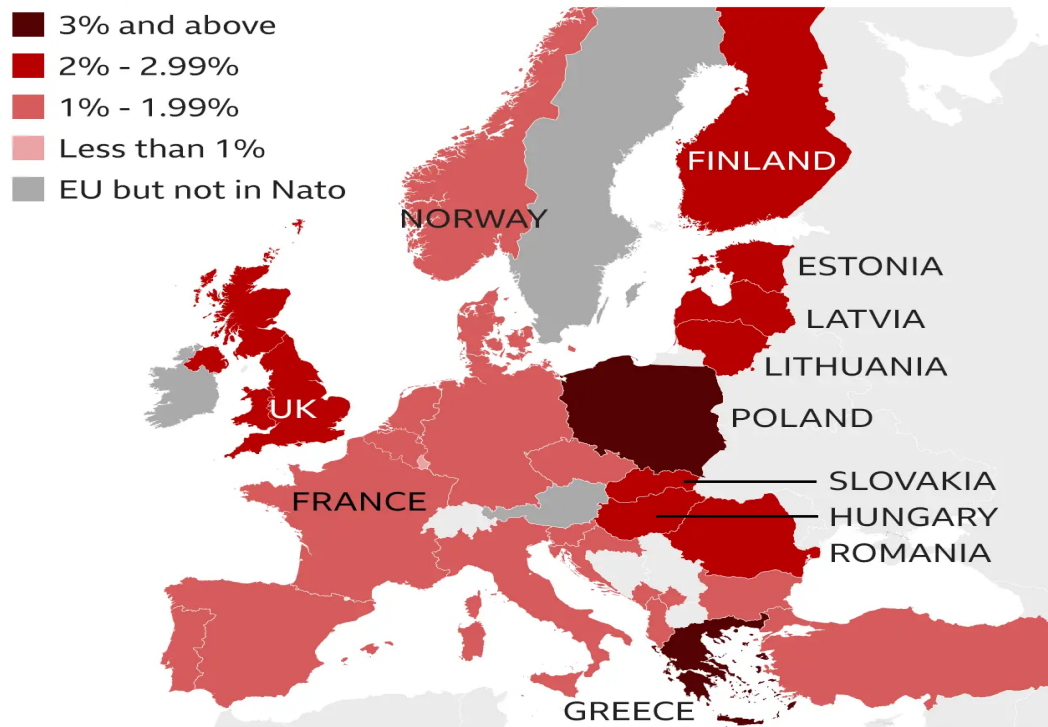 3% and above
2% - 2.99%
1% - 1.99%
Less than 1%
EU but not in Nato
FINLAND
NORWAY
ESTONIA
LATVIA
LITHUANIA
UK
POLAND
SLOVAKIA
FRANCE
HUNGARY
ROMANIA
GREECE